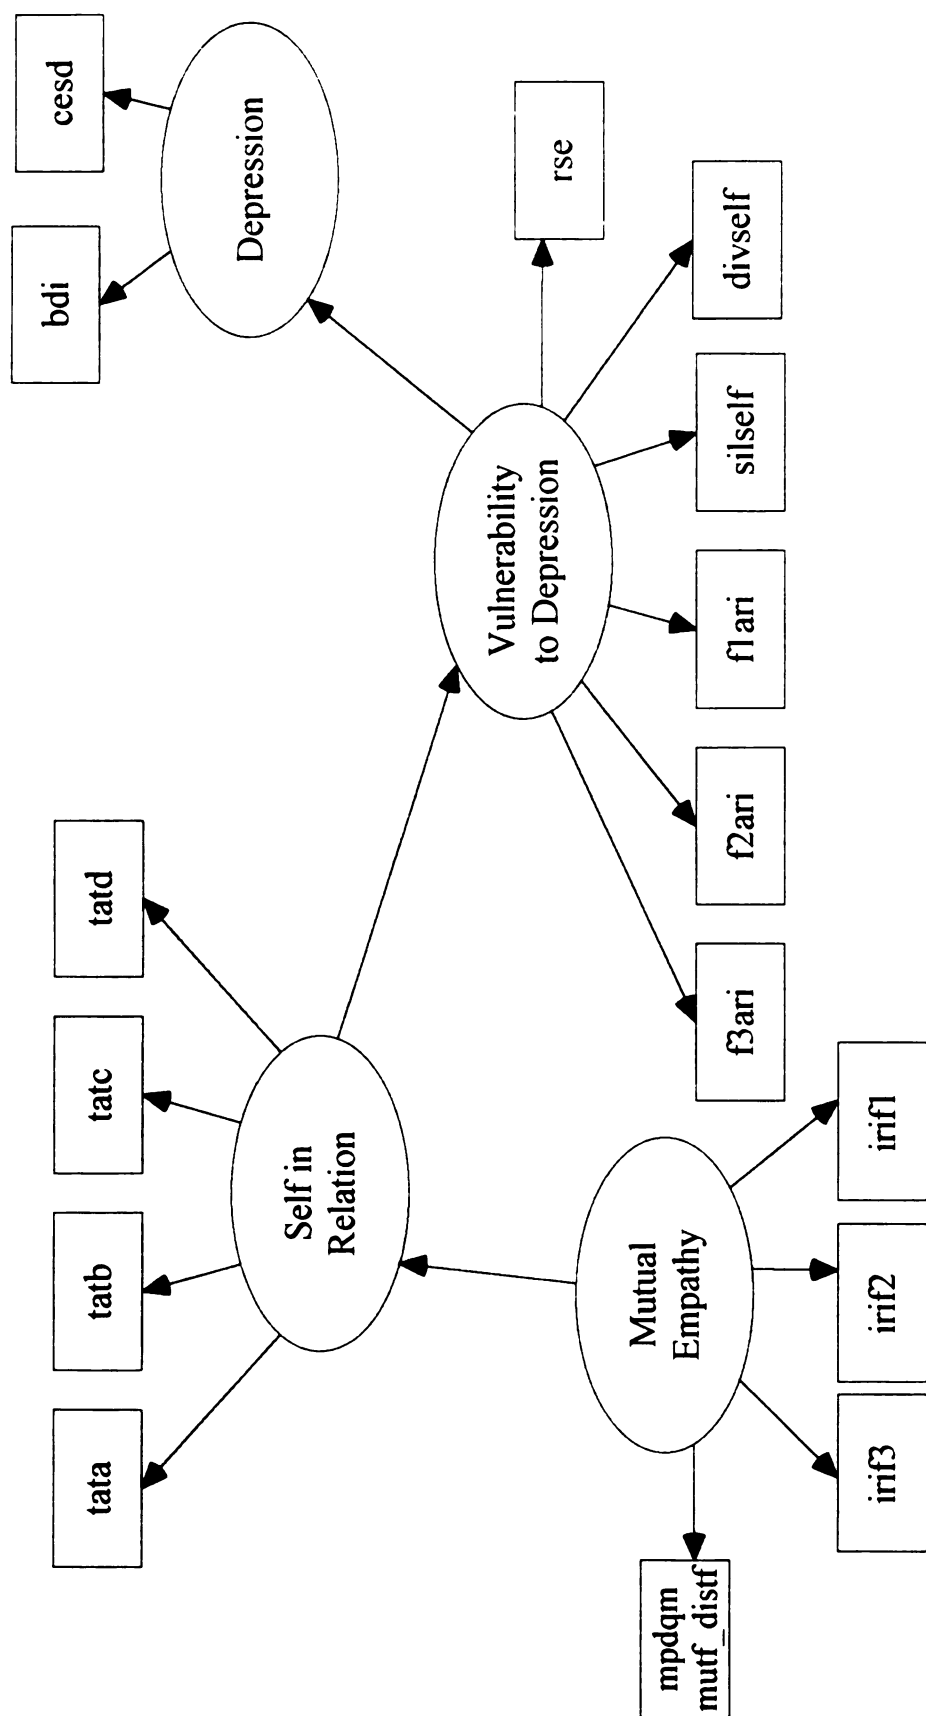 tata
tatb
tatc
tatd
bdi
cesd
Self in
Relation
Depression
mpdqm
mutf_distf
Mutual
Empathy
Vulnerability
to Depression
rse
irif3
irif2
irif1
f3ari
f2ari
f1ari
silself
divself